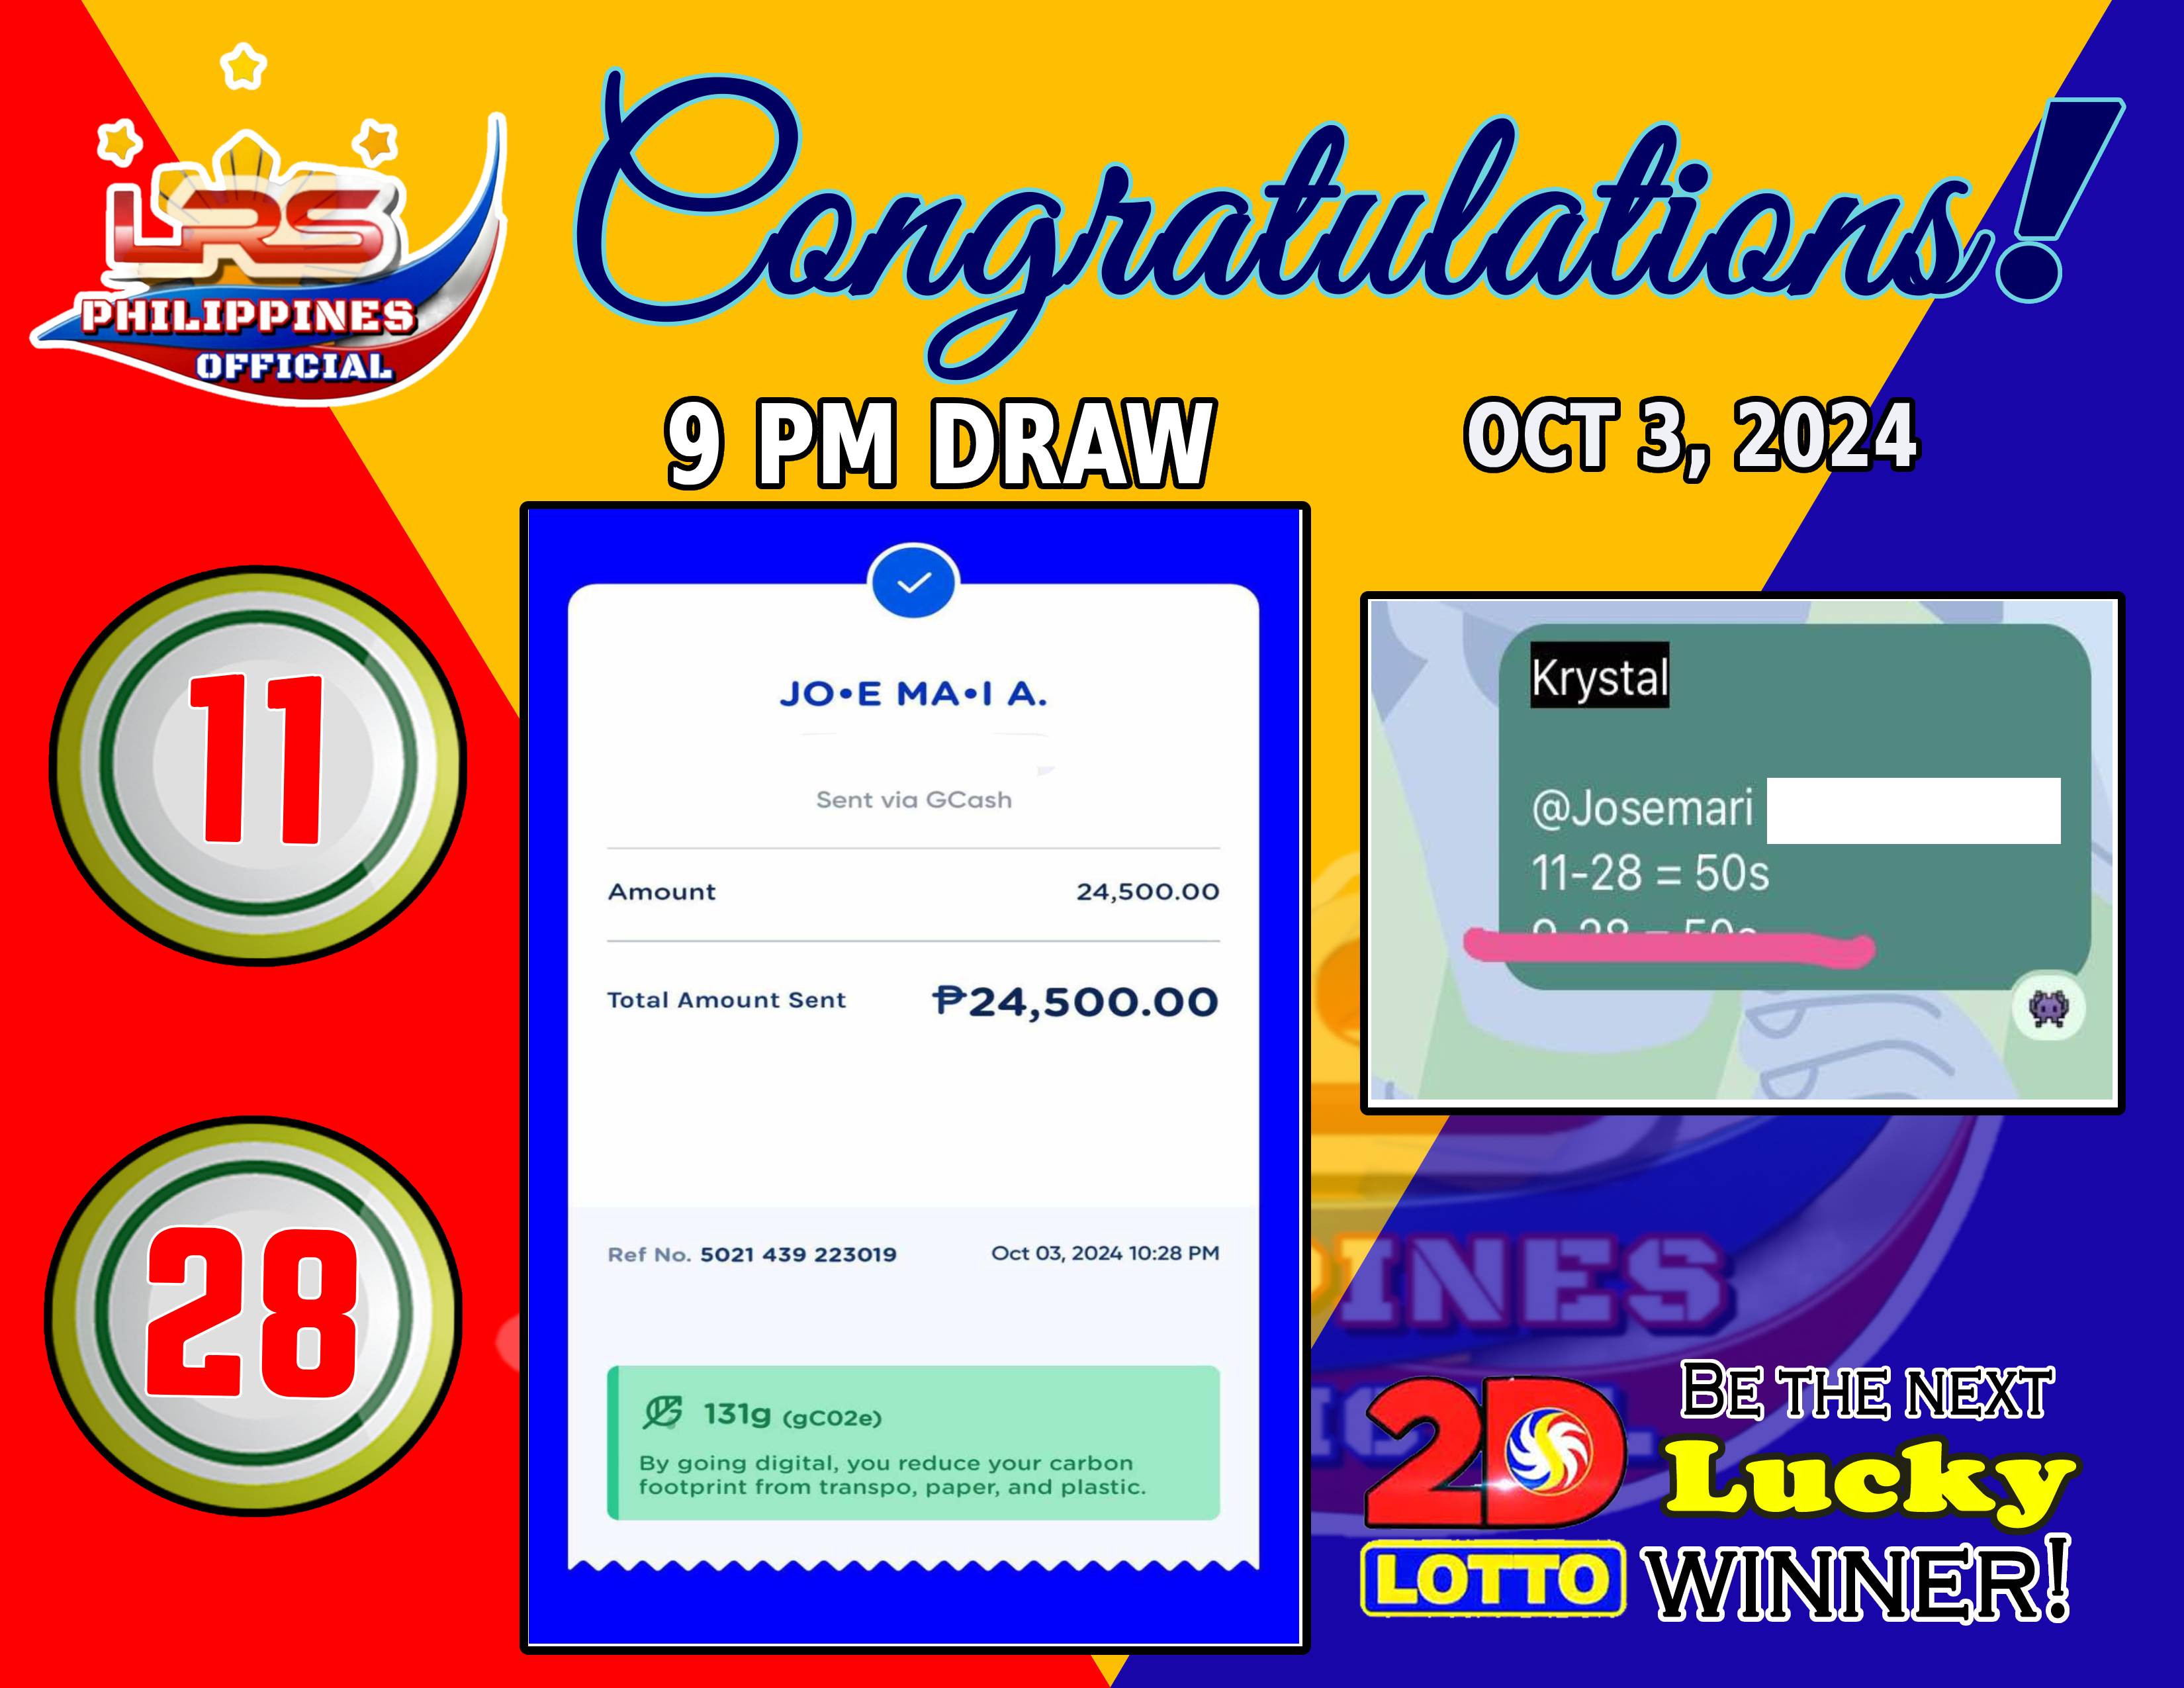 LRS
PHILIPPINES
OFFICIAL
Congratulations!
9 PM DRAW
OCT 3, 2024
11
28
JO•E MA•I A.
Sent via GCash
Amount 24,500.00
Total Amount Sent ₱24,500.00
Ref No. 5021 439 223019 Oct 03, 2024 10:28 PM
131g (gCO2e)
By going digital, you reduce your carbon
footprint from transpo, paper, and plastic.
Krystal
@Josemari
11-28 = 50s
INES
2D
LOTTO
BE THE NEXT
Lucky
WINNER!